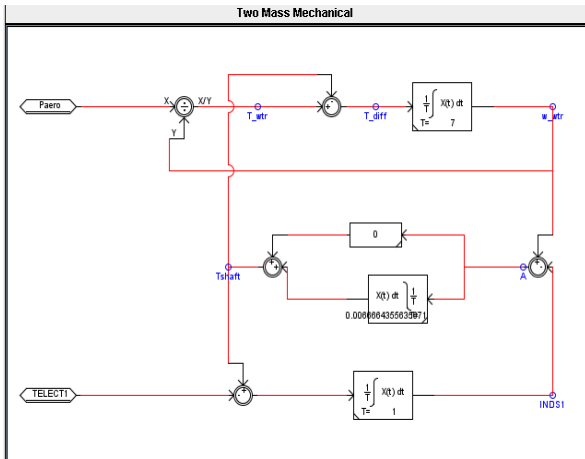 Two Mass Mechanical
Paero
X
÷
X/Y
Y
T_wtr
+
-
T_diff
1/T ∫ X(t) dt
T= 7
w_wtr
0
Tshaft
+
+
X(t) dt ∫ 1/T
A
+
-
TELECT1
+
-
1/T ∫ X(t) dt
T= 1
INDS1